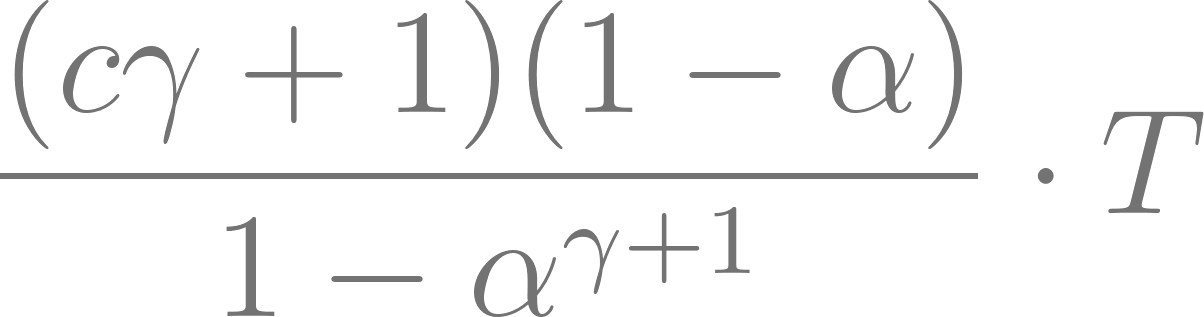 (cγ + 1)(1 − α)
1 − α^{γ+1}
· T